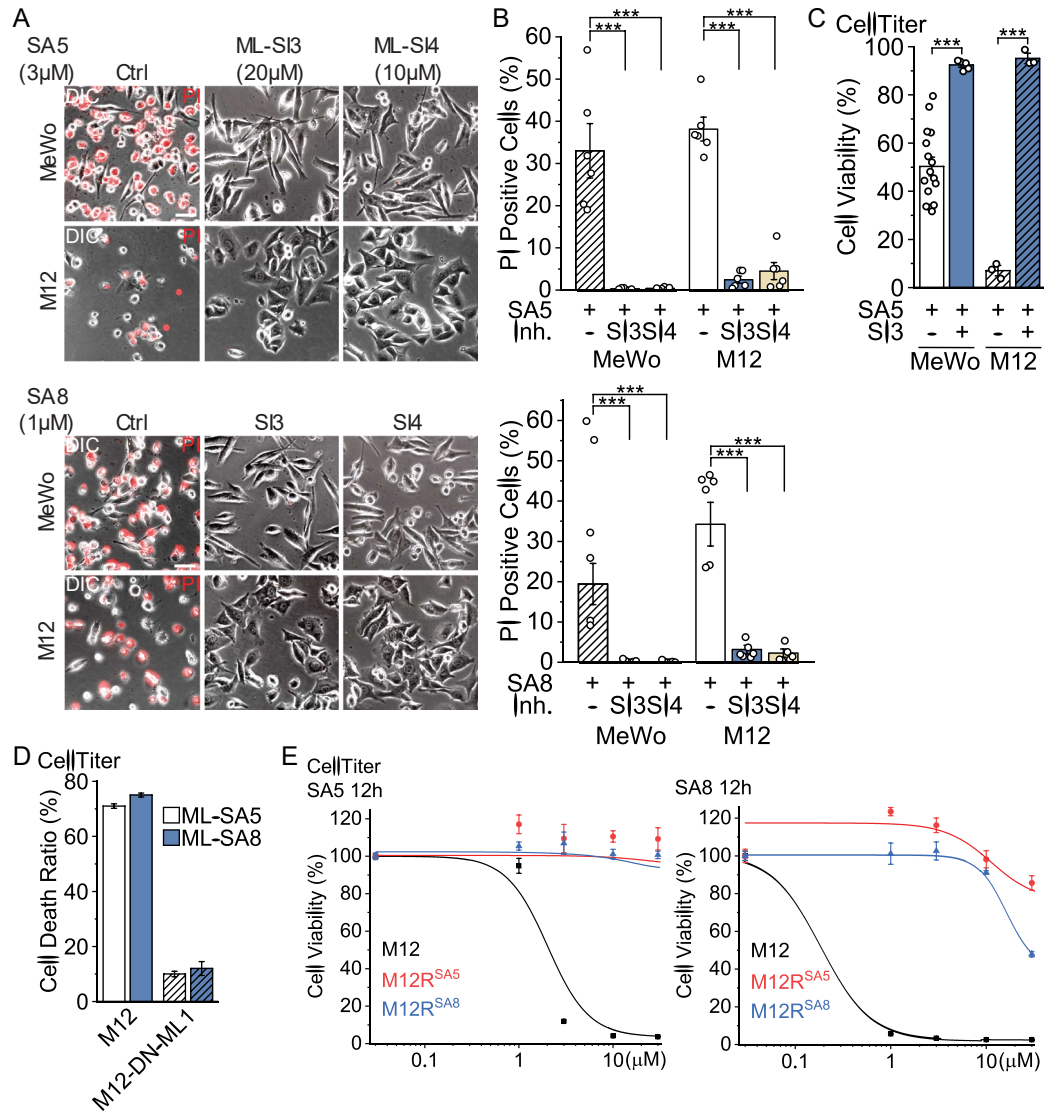 A
SA5
(3µM)
Ctrl
ML-SI3
(20µM)
ML-SI4
(10µM)
MeWo
DIC
PI
M12
DIC
PI
SA8
(1µM)
Ctrl
SI3
SI4
MeWo
DIC
PI
M12
DIC
PI
B
PI Positive Cells (%)
60
50
40
30
20
10
0
***
***
***
***
SA5 + + + + + +
Inh. - SI3 SI4 - SI3 SI4
MeWo M12
PI Positive Cells (%)
60
50
40
30
20
10
0
***
***
***
***
SA8 + + + + + +
Inh. - SI3 SI4 - SI3 SI4
MeWo M12
C
CellTiter
Cell Viability (%)
100
80
60
40
20
0
***
***
SA5 + + + +
SI3 - + - +
MeWo M12
D
CellTiter
Cell Death Ratio (%)
80
60
40
20
0
ML-SA5
ML-SA8
M12
M12-DN-ML1
E
CellTiter
SA5 12h
Cell Viability (%)
120
100
80
60
40
20
0
M12
M12R^SA5
M12R^SA8
0.1 1 10(µM)
SA8 12h
Cell Viability (%)
120
100
80
60
40
20
0
M12
M12R^SA5
M12R^SA8
0.1 1 10(µM)